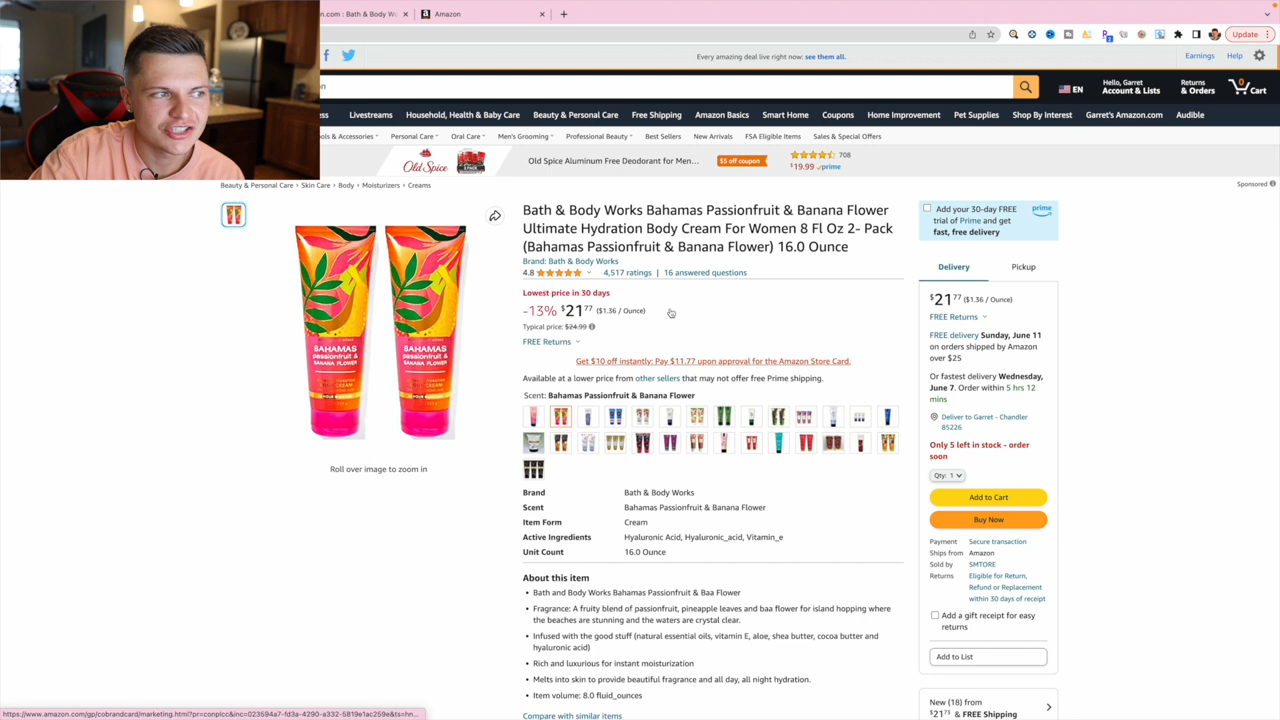 n.com : Bath & Body Wo
Amazon
Update
Every amazing deal live right now: see them all.
Earnings
Help
n
EN
Hello, Garret
Account & Lists
Returns
& Orders
0
Cart
ess
Livestreams
Household, Health & Baby Care
Beauty & Personal Care
Free Shipping
Amazon Basics
Smart Home
Coupons
Home Improvement
Pet Supplies
Shop By Interest
Garret's Amazon.com
Audible
ls & Accessories
Personal Care
Oral Care
Men's Grooming
Professional Beauty
Best Sellers
New Arrivals
FSA Eligible Items
Sales & Special Offers
Old Spice
Old Spice Aluminum Free Deodorant for Men...
$5 off coupon
708
$19.99 prime
Sponsored
Beauty & Personal Care › Skin Care › Body › Moisturizers › Creams
BAHAMAS
passionfruit &
BANANA FLOWER
BAHAMAS
passionfruit &
BANANA FLOWER
Roll over image to zoom in
Bath & Body Works Bahamas Passionfruit & Banana Flower
Ultimate Hydration Body Cream For Women 8 Fl Oz 2- Pack
(Bahamas Passionfruit & Banana Flower) 16.0 Ounce
Brand: Bath & Body Works
4.8
4,517 ratings | 16 answered questions
Lowest price in 30 days
-13% $21 77 ($1.36 / Ounce)
Typical price: $24.99
FREE Returns
Get $10 off instantly: Pay $11.77 upon approval for the Amazon Store Card.
Available at a lower price from other sellers that may not offer free Prime shipping.
Scent: Bahamas Passionfruit & Banana Flower
Brand Bath & Body Works
Scent Bahamas Passionfruit & Banana Flower
Item Form Cream
Active Ingredients Hyaluronic Acid, Hyaluronic_acid, Vitamin_e
Unit Count 16.0 Ounce
About this item
• Bath and Body Works Bahamas Passionfruit & Baa Flower
• Fragrance: A fruity blend of passionfruit, pineapple leaves and baa flower for island hopping where
the beaches are stunning and the waters are crystal clear.
• Infused with the good stuff (natural essential oils, vitamin E, aloe, shea butter, cocoa butter and
hyaluronic acid)
• Rich and luxurious for instant moisturization
• Melts into skin to provide beautiful fragrance and all day, all night hydration.
• Item volume: 8.0 fluid_ounces
Compare with similar items
Add your 30-day FREE
trial of Prime and get
fast, free delivery
prime
Delivery
Pickup
$21 77 ($1.36 / Ounce)
FREE Returns
FREE delivery Sunday, June 11
on orders shipped by Amazon
over $25
Or fastest delivery Wednesday,
June 7. Order within 5 hrs 12
mins
Deliver to Garret - Chandler
85226
Only 5 left in stock - order
soon
Qty: 1
Add to Cart
Buy Now
Payment Secure transaction
Ships from Amazon
Sold by SMTORE
Returns Eligible for Return,
Refund or Replacement
within 30 days of receipt
Add a gift receipt for easy
returns
Add to List
New (18) from
$21 73 & FREE Shipping
https://www.amazon.com/gp/cobrandcard/marketing.html?pr=conplcc&inc=023594a7-fd3a-4290-a332-5819e1ac259e&ts=hn...